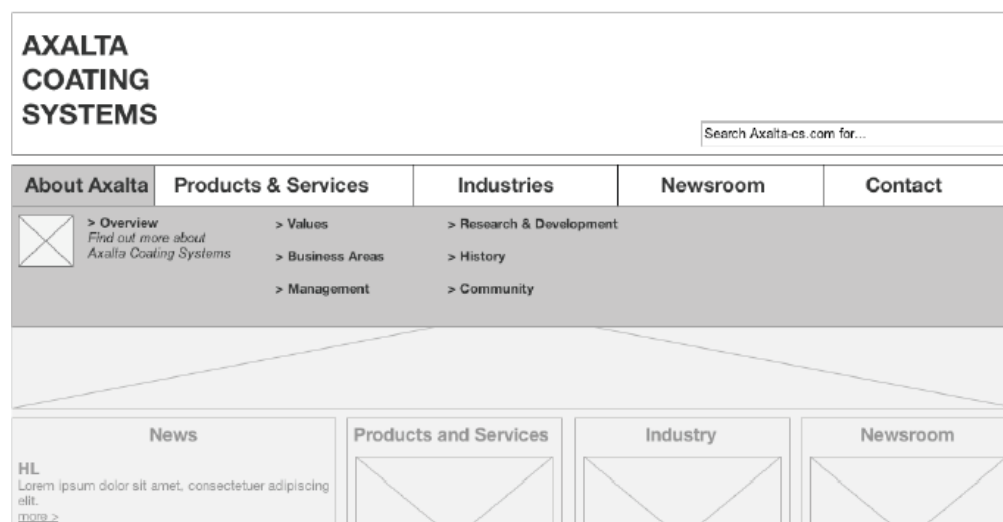 AXALTA
COATING
SYSTEMS
Search Axalta-cs.com for...
About Axalta
Products & Services
Industries
Newsroom
Contact
> Overview
Find out more about
Axalta Coating Systems
> Values
> Business Areas
> Management
> Research & Development
> History
> Community
News
HL
Lorem ipsum dolor sit amet, consectetuer adipiscing
elit.
more >
Products and Services
Industry
Newsroom